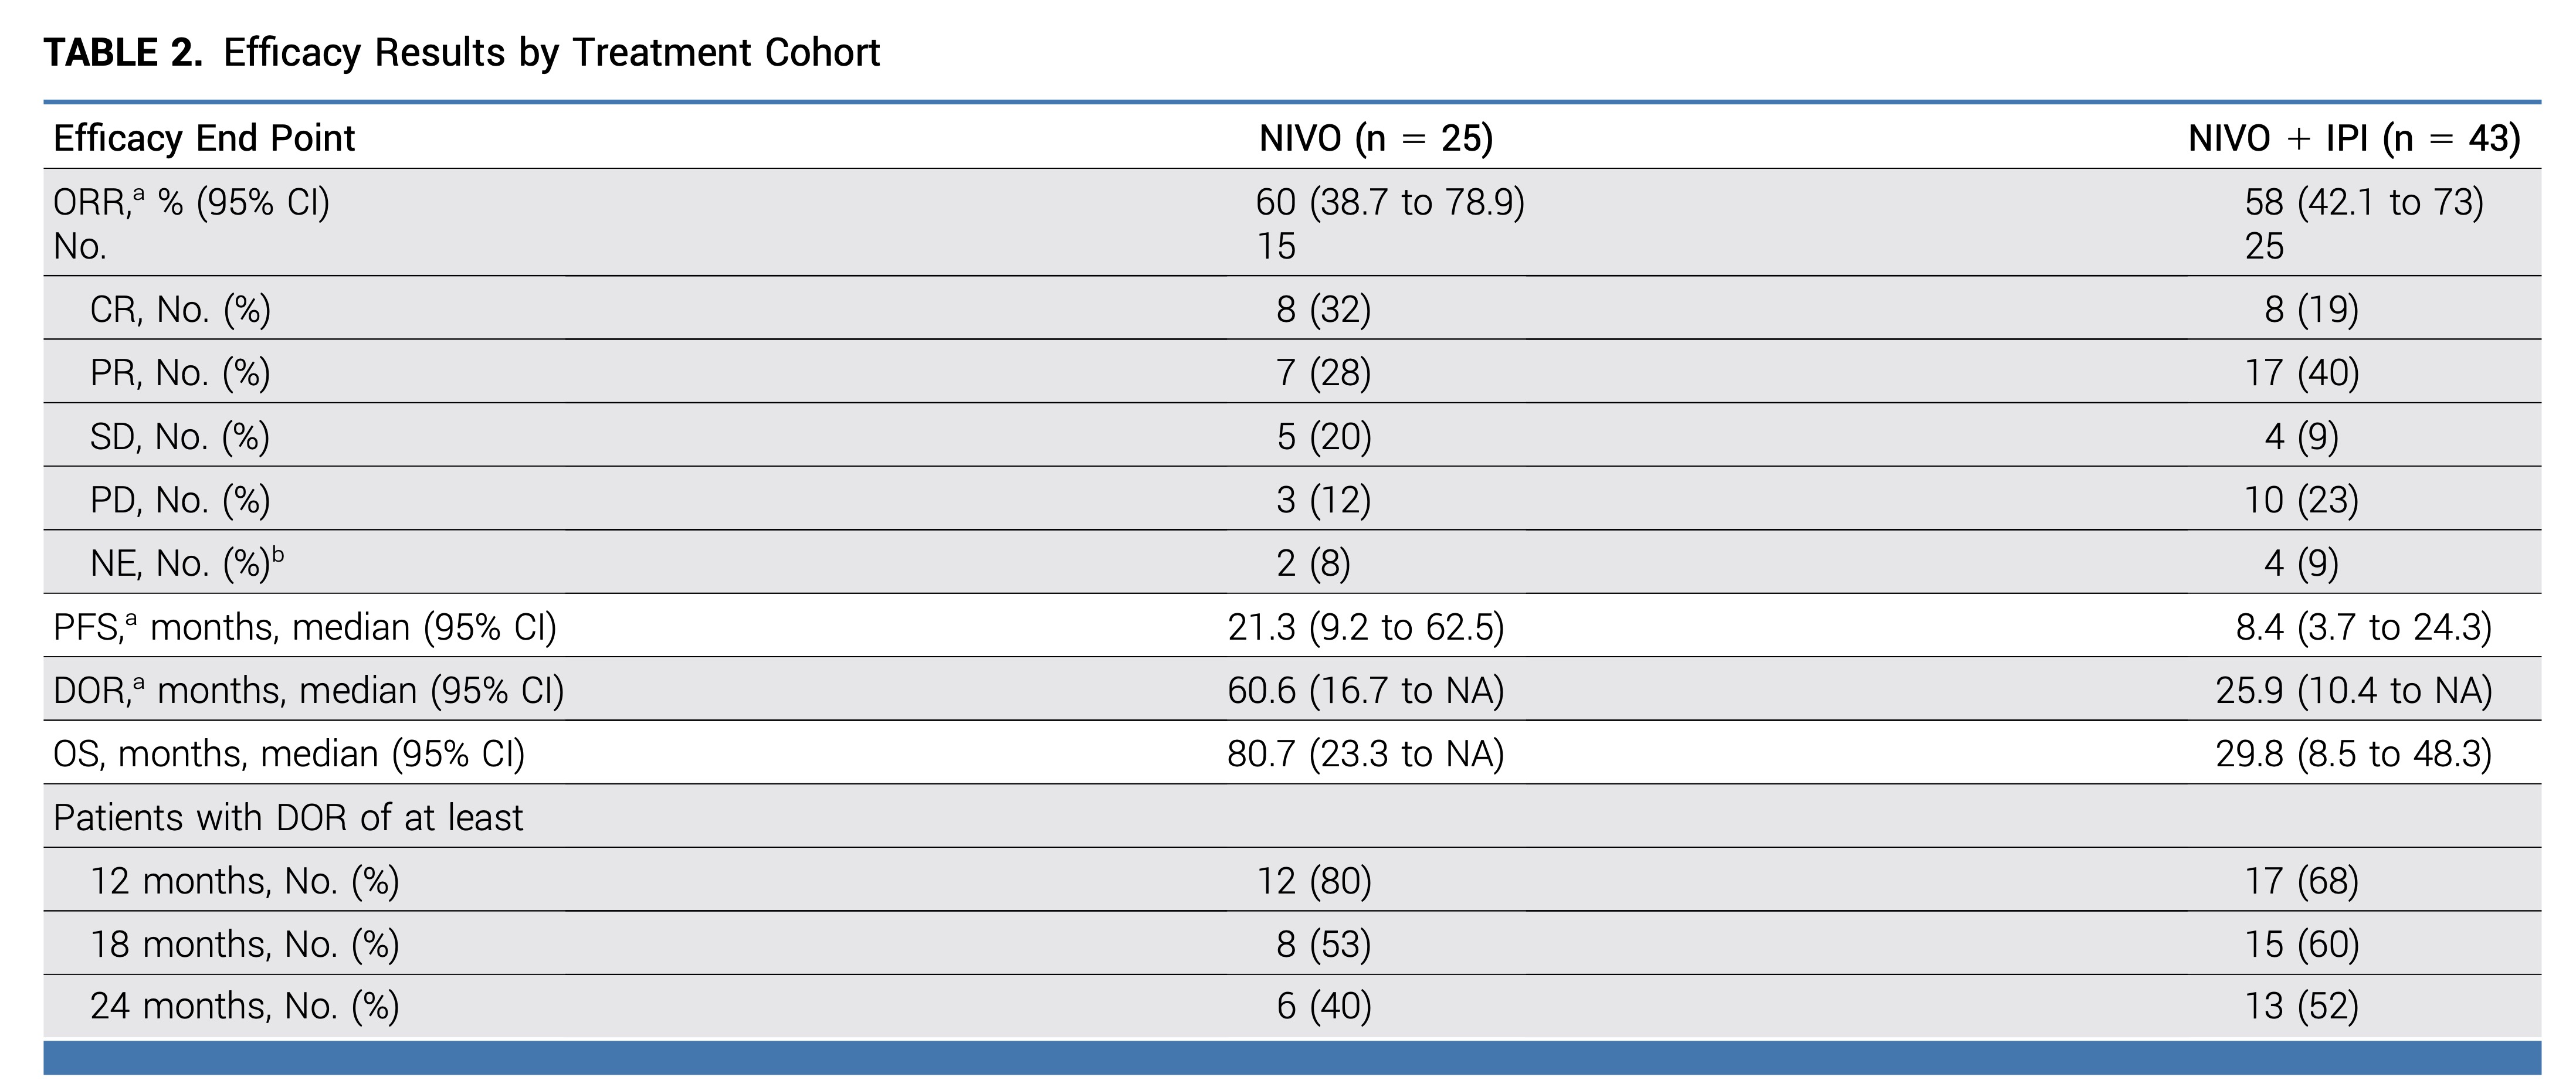 TABLE 2. Efficacy Results by Treatment Cohort
Efficacy End Point NIVO (n = 25) NIVO + IPI (n = 43)
ORR,a % (95% CI) 60 (38.7 to 78.9) 58 (42.1 to 73)
No. 15 25
CR, No. (%) 8 (32) 8 (19)
PR, No. (%) 7 (28) 17 (40)
SD, No. (%) 5 (20) 4 (9)
PD, No. (%) 3 (12) 10 (23)
NE, No. (%)b 2 (8) 4 (9)
PFS,a months, median (95% CI) 21.3 (9.2 to 62.5) 8.4 (3.7 to 24.3)
DOR,a months, median (95% CI) 60.6 (16.7 to NA) 25.9 (10.4 to NA)
OS, months, median (95% CI) 80.7 (23.3 to NA) 29.8 (8.5 to 48.3)
Patients with DOR of at least
12 months, No. (%) 12 (80) 17 (68)
18 months, No. (%) 8 (53) 15 (60)
24 months, No. (%) 6 (40) 13 (52)